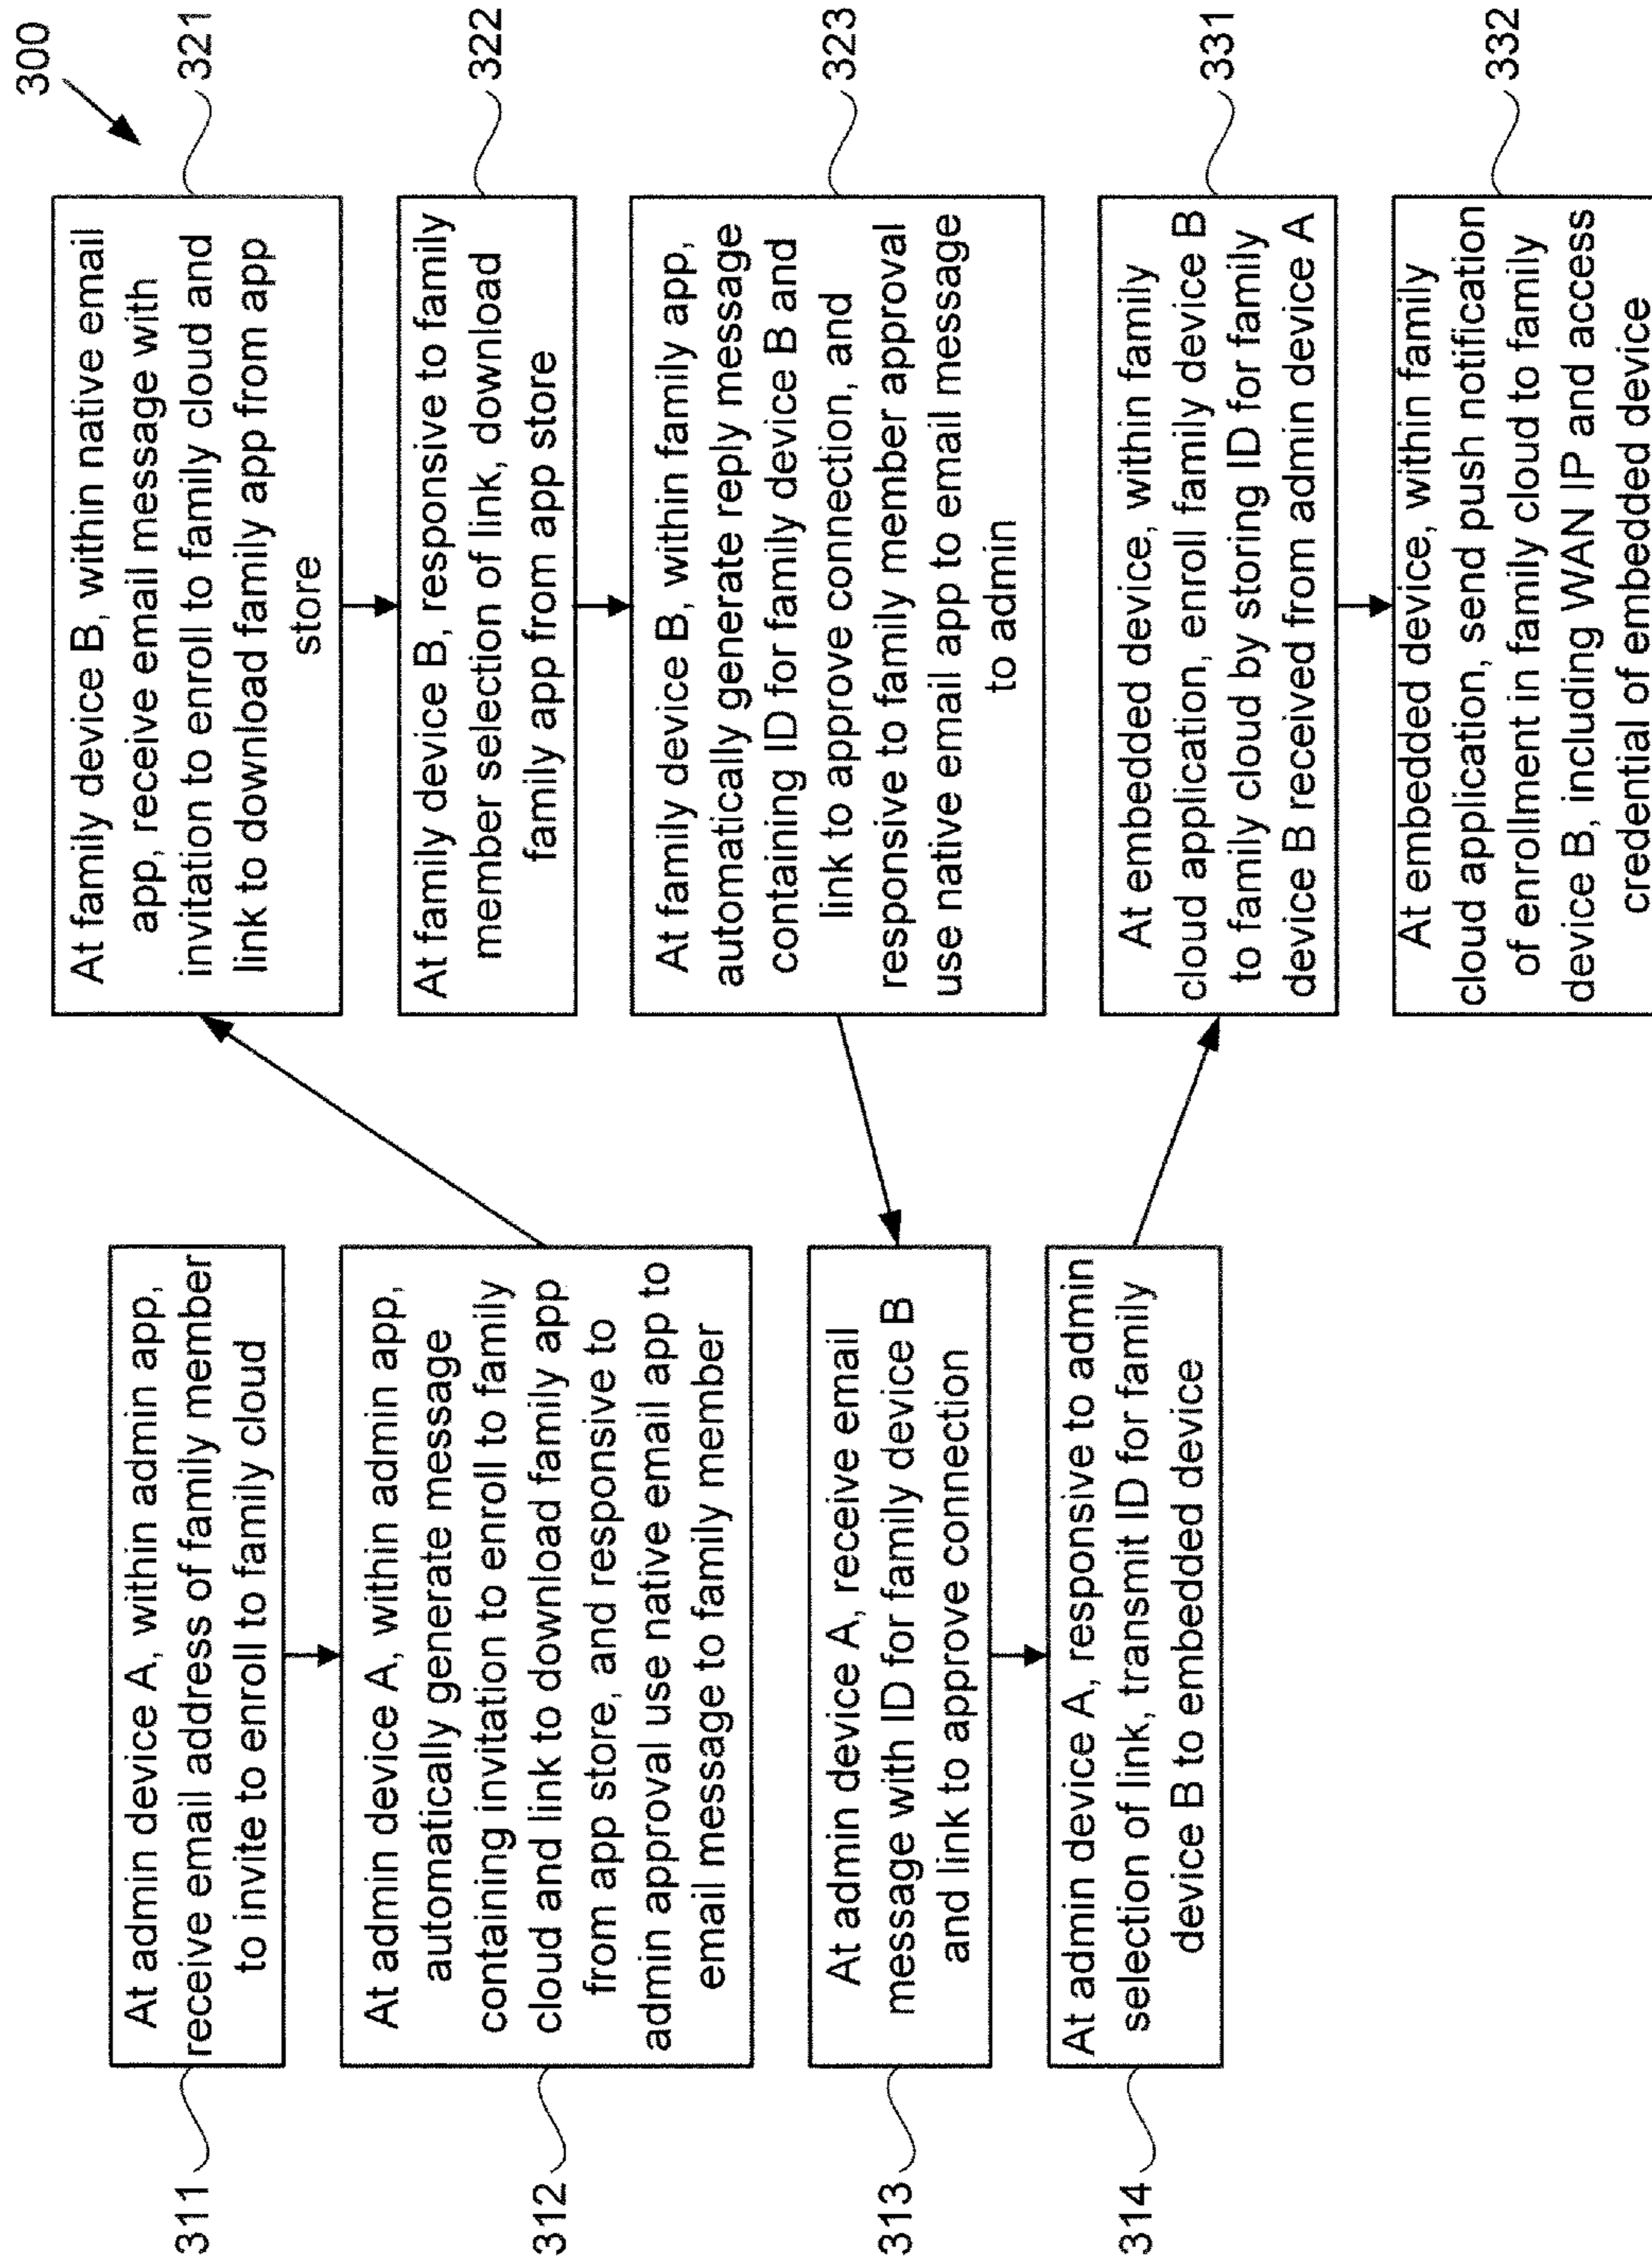 300
311
At admin device A, within admin app,
receive email address of family member
to invite to enroll to family cloud
312
At admin device A, within admin app,
automatically generate message
containing invitation to enroll to family
cloud and link to download family app
from app store, and responsive to
admin approval use native email app to
email message to family member
313
At admin device A, receive email
message with ID for family device B
and link to approve connection
314
At admin device A, responsive to admin
selection of link, transmit ID for family
device B to embedded device
At family device B, within native email
app, receive email message with
invitation to enroll to family cloud and
link to download family app from app
store
321
At family device B, responsive to family
member selection of link, download
family app from app store
322
At family device B, within family app,
automatically generate reply message
containing ID for family device B and
link to approve connection, and
responsive to family member approval
use native email app to email message
to admin
323
At embedded device, within family
cloud application, enroll family device B
to family cloud by storing ID for family
device B received from admin device A
331
At embedded device, within family
cloud application, send push notification
of enrollment in family cloud to family
device B, including WAN IP and access
credential of embedded device
332